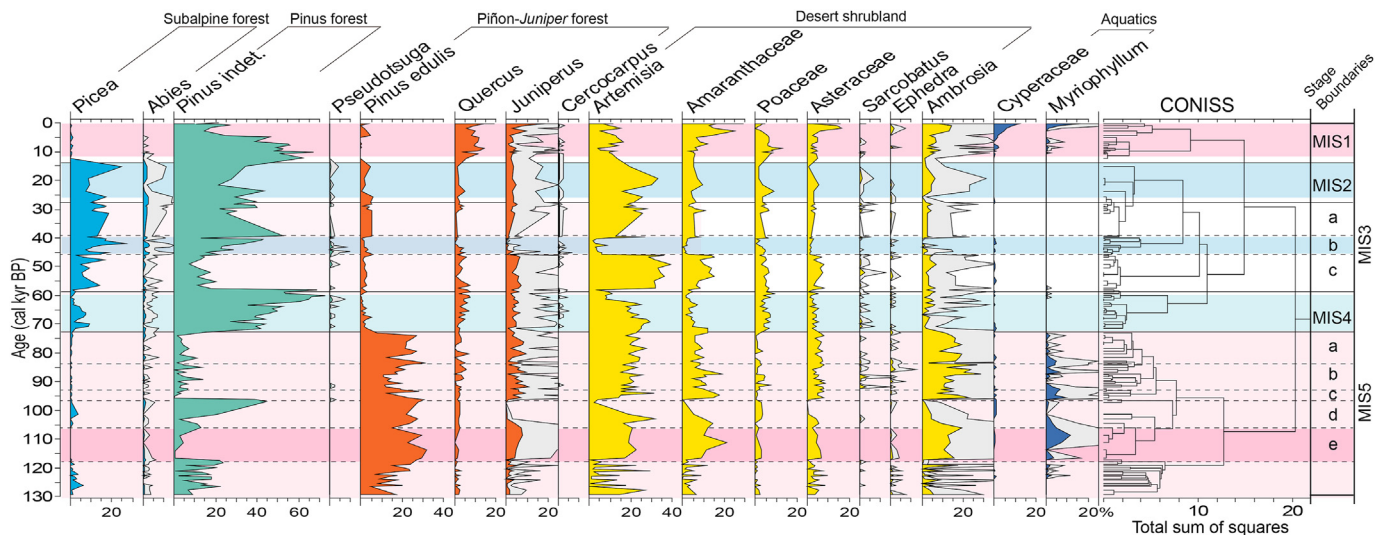 Subalpine forest
Pinus forest
Piñon-Juniper forest
Desert shrubland
Aquatics
Picea
Abies
Pinus indet.
Pseudotsuga
Pinus edulis
Quercus
Juniperus
Cercocarpus
Artemisia
Amaranthaceae
Poaceae
Asteraceae
Sarcobatus
Ephedra
Ambrosia
Cyperaceae
Myriophyllum
CONISS
Stage
Boundaries
Age (cal kyr BP)
0
10
20
30
40
50
60
70
80
90
100
110
120
130
MIS1
MIS2
a
b
c
MIS3
MIS4
a
b
c
d
e
MIS5
20 20 40 60 20 40 20 20 20 40 20 20 20 20 20 20 0 10 20
Total sum of squares